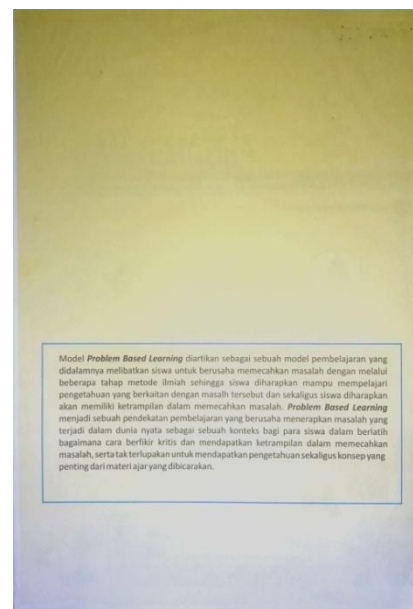 Model Problem Based Learning diartikan sebagai sebuah model pembelajaran yang
didalamnya melibatkan siswa untuk berusaha memecahkan masalah dengan melalui
beberapa tahap metode ilmiah sehingga siswa diharapkan mampu mempelajari
pengetahuan yang berkaitan dengan masalh tersebut dan sekaligus siswa diharapkan
akan memiliki ketrampilan dalam memecahkan masalah. Problem Based Learning
menjadi sebuah pendekatan pembelajaran yang berusaha menerapkan masalah yang
terjadi dalam dunia nyata sebagai sebuah konteks bagi para siswa dalam berlatih
bagaimana cara berfikir kritis dan mendapatkan ketrampilan dalam memecahkan
masalah, serta tak terlupakan untuk mendapatkan pengetahuan sekaligus konsep yang
penting dari materi ajar yang dibicarakan.